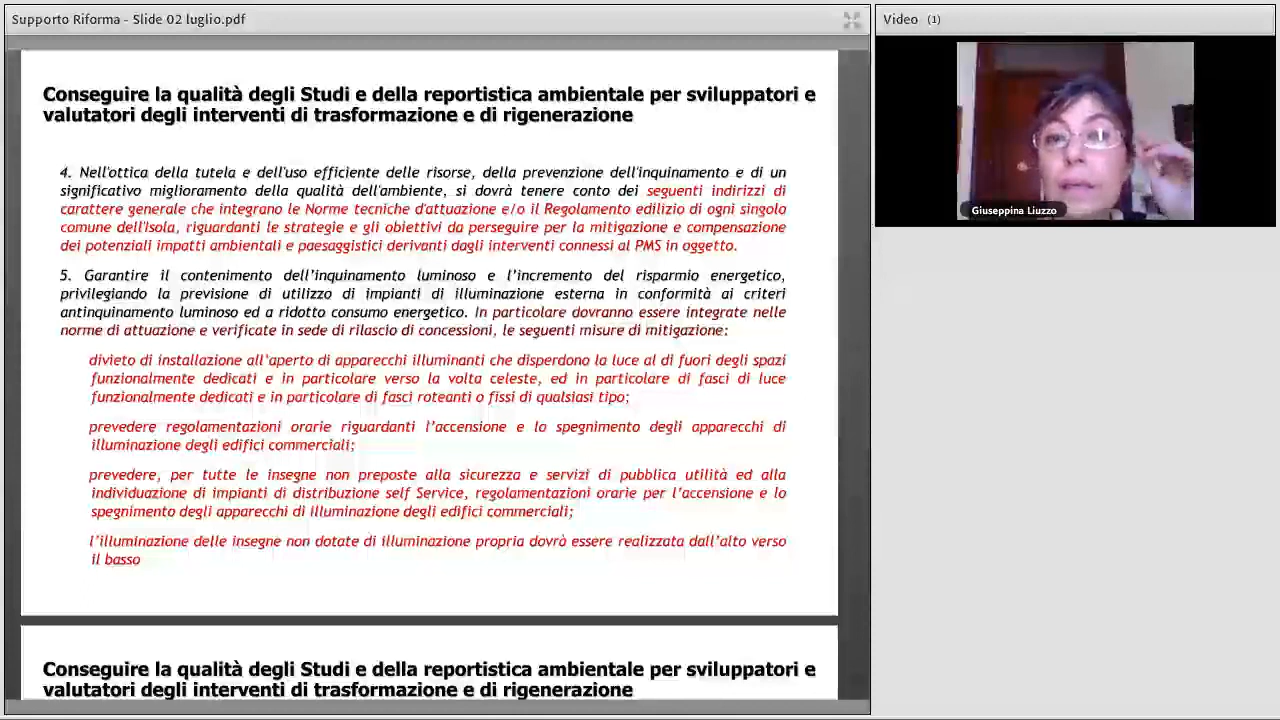 Supporto Riforma - Slide 02 luglio.pdf
Video (1)
Conseguire la qualità degli Studi e della reportistica ambientale per sviluppatori e
valutatori degli interventi di trasformazione e di rigenerazione
4. Nell'ottica della tutela e dell'uso efficiente delle risorse, della prevenzione dell'inquinamento e di un
significativo miglioramento della qualità dell'ambiente, si dovrà tenere conto dei seguenti indirizzi di
carattere generale che integrano le Norme tecniche d'attuazione e/o il Regolamento edilizio di ogni singolo
comune dell'Isola, riguardanti le strategie e gli obiettivi da perseguire per la mitigazione e compensazione
dei potenziali impatti ambientali e paesaggistici derivanti dagli interventi connessi al PMS in oggetto.
5. Garantire il contenimento dell’inquinamento luminoso e l’incremento del risparmio energetico,
privilegiando la previsione di utilizzo di impianti di illuminazione esterna in conformità ai criteri
antinquinamento luminoso ed a ridotto consumo energetico. In particolare dovranno essere integrate nelle
norme di attuazione e verificate in sede di rilascio di concessioni, le seguenti misure di mitigazione:
divieto di installazione all’aperto di apparecchi illuminanti che disperdono la luce al di fuori degli spazi
funzionalmente dedicati e in particolare verso la volta celeste, ed in particolare di fasci di luce
funzionalmente dedicati e in particolare di fasci roteanti o fissi di qualsiasi tipo;
prevedere regolamentazioni orarie riguardanti l’accensione e lo spegnimento degli apparecchi di
illuminazione degli edifici commerciali;
prevedere, per tutte le insegne non preposte alla sicurezza e servizi di pubblica utilità ed alla
individuazione di impianti di distribuzione self Service, regolamentazioni orarie per l’accensione e lo
spegnimento degli apparecchi di illuminazione degli edifici commerciali;
l’illuminazione delle insegne non dotate di illuminazione propria dovrà essere realizzata dall’alto verso
il basso
Conseguire la qualità degli Studi e della reportistica ambientale per sviluppatori e
valutatori degli interventi di trasformazione e di rigenerazione
Giuseppina Liuzzo